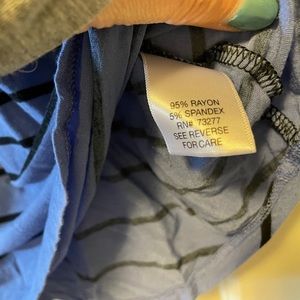 95% RAYON
5% SPANDEX
RN# 73277
SEE REVERSE
FOR CARE